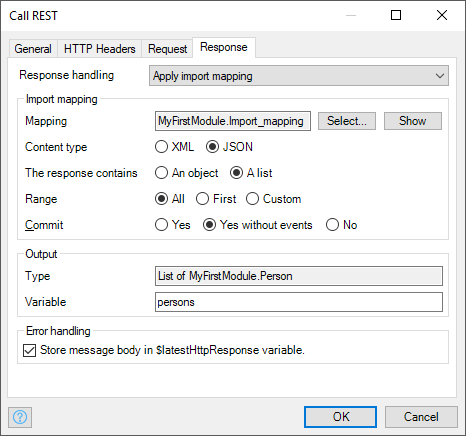 Call REST
General HTTP Headers Request Response
Response handling Apply import mapping
Import mapping
Mapping MyFirstModule.Import_mapping Select... Show
Content type XML JSON
The response contains An object A list
Range All First Custom
Commit Yes Yes without events No
Output
Type List of MyFirstModule.Person
Variable persons
Error handling
Store message body in $latestHttpResponse variable.
? OK Cancel